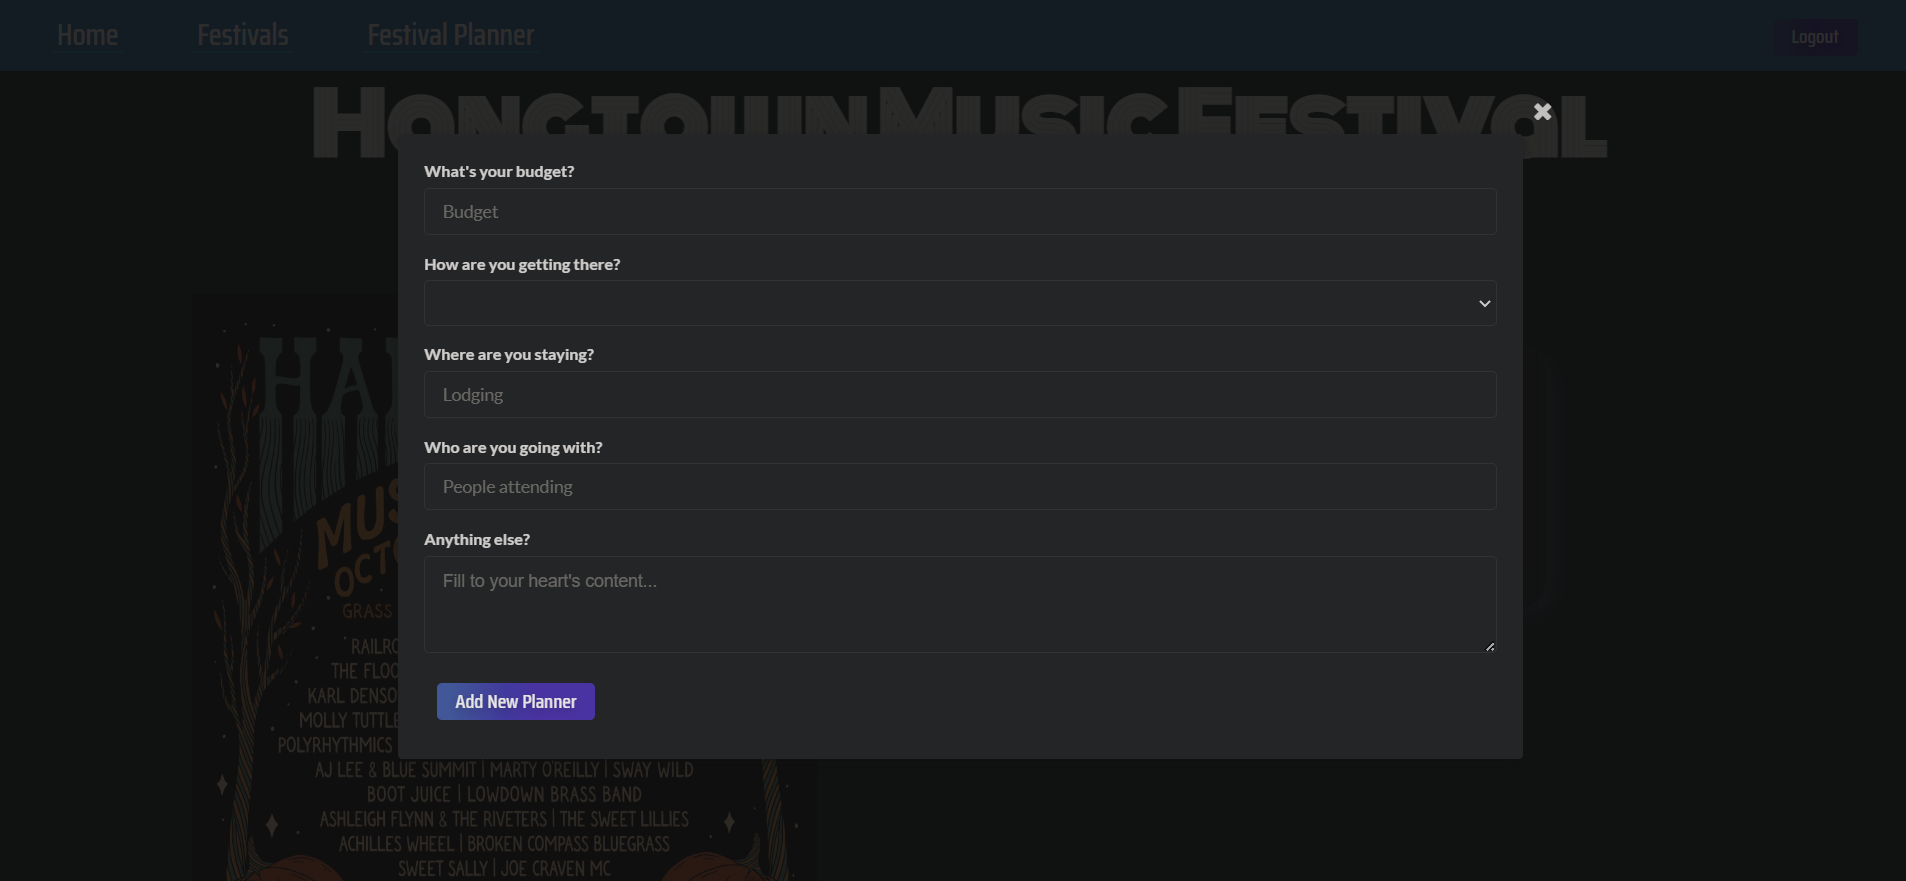 Home
Festivals
Festival Planner
Logout
Music Festival
What's your budget?
Budget
How are you getting there?
Where are you staying?
Lodging
Who are you going with?
People attending
Anything else?
Fill to your heart's content...
Add New Planner
HA
MUS
OCTO
GRASS
RAILRO
THE FLOO
KARL DENSO
MOLLY TUTTLE
POLYRHYTHMICS
AJ LEE & BLUE SUMMIT | MARTY O'REILLY | SWAY WILD
BOOT JUICE | LOWDOWN BRASS BAND
ASHLEIGH FLYNN & THE RIVETERS | THE SWEET LILLIES
ACHILLES WHEEL | BROKEN COMPASS BLUEGRASS
SWEET SALLY | JOE CRAVEN MC